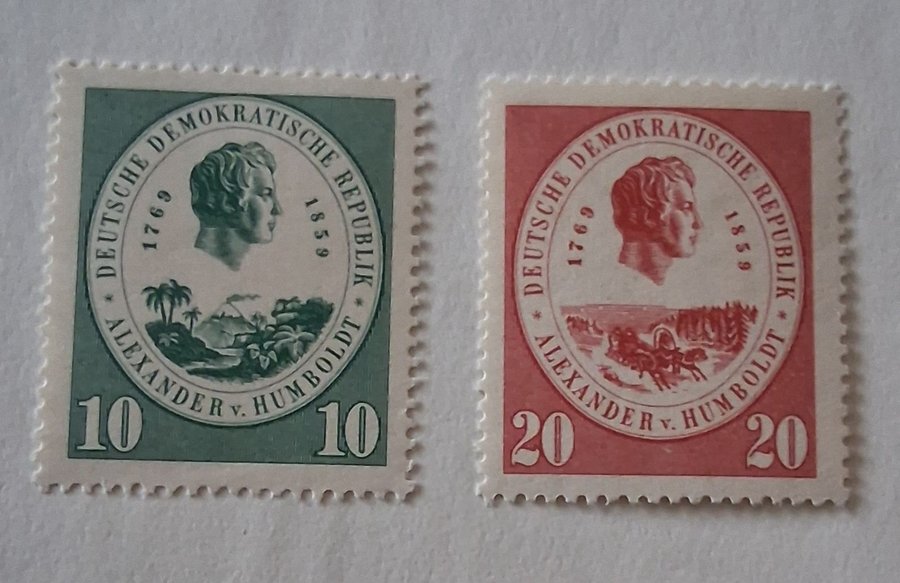 DEUTSCHE DEMOKRATISCHE REPUBLIK
1769 1859
* ALEXANDER v. HUMBOLDT *
10 10
DEUTSCHE DEMOKRATISCHE REPUBLIK
1769 1859
* ALEXANDER v. HUMBOLDT *
20 20